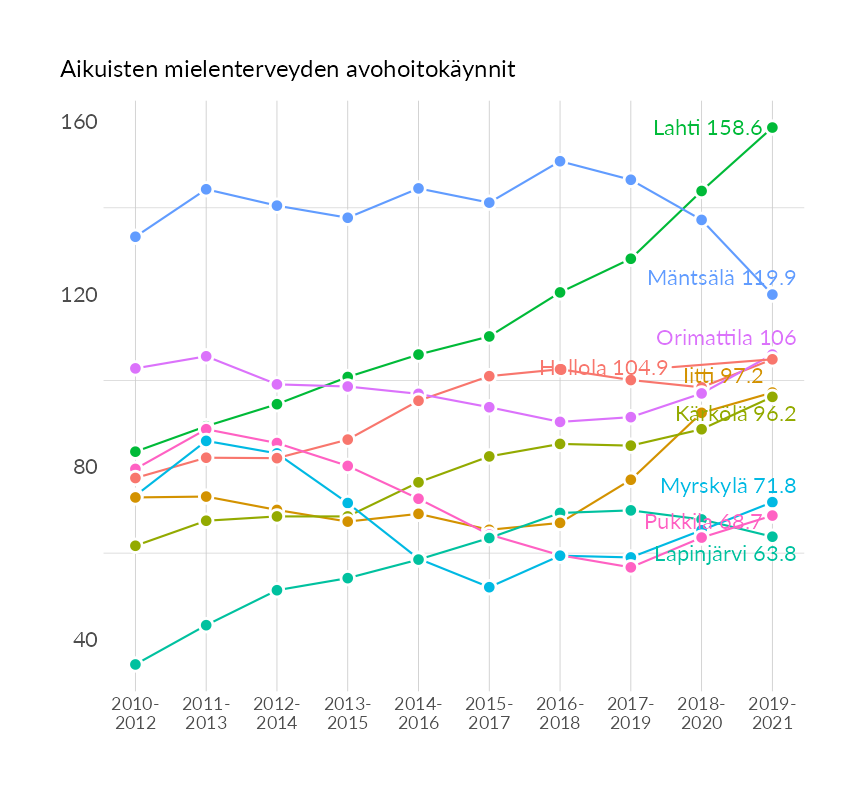 Aikuisten mielenterveyden avohoitokäynnit
160
Lahti 158.6
Mäntsälä 119.9
120
Orimattila 106
Hollola 104.9
Iitti 97.2
Kärkölä 96.2
80
Myrskylä 71.8
Pukkila 68.7
Lapinjärvi 63.8
40
2010- 2011- 2012- 2013- 2014- 2015- 2016- 2017- 2018- 2019-
2012 2013 2014 2015 2016 2017 2018 2019 2020 2021